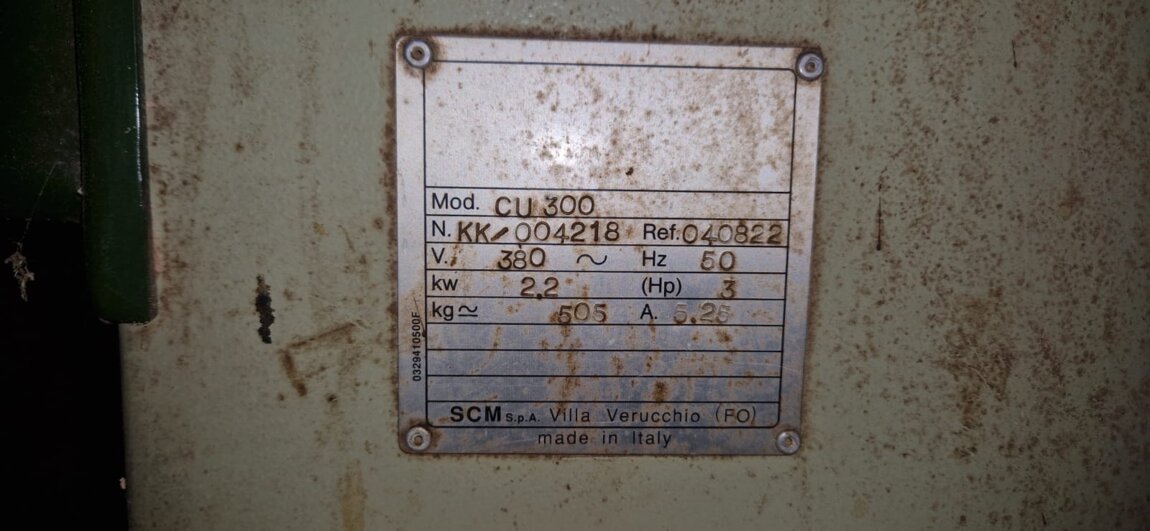 Mod. CU 300
N. KK/004218 Ref. 040822
V. 380 ~ Hz 50
kw 2,2 (Hp) 3
kg ≃ 505 A. 5.25
0329410500F
SCM S.p.A. Villa Verucchio (FO)
made in Italy